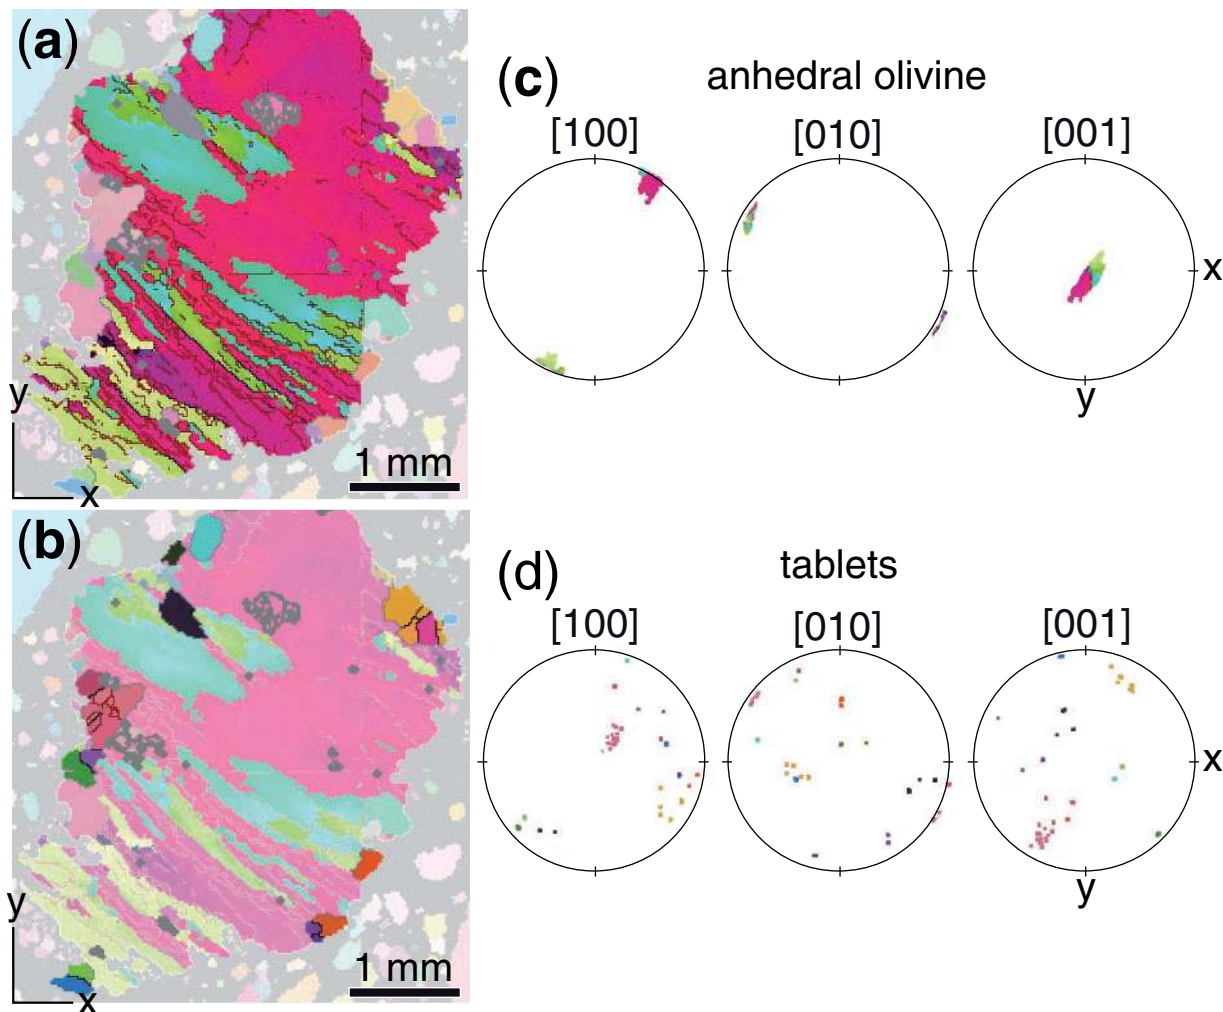 (a)
y
x
1 mm
(b)
y
x
1 mm
(c)
anhedral olivine
[100] [010] [001]
x
y
(d)
tablets
[100] [010] [001]
x
y